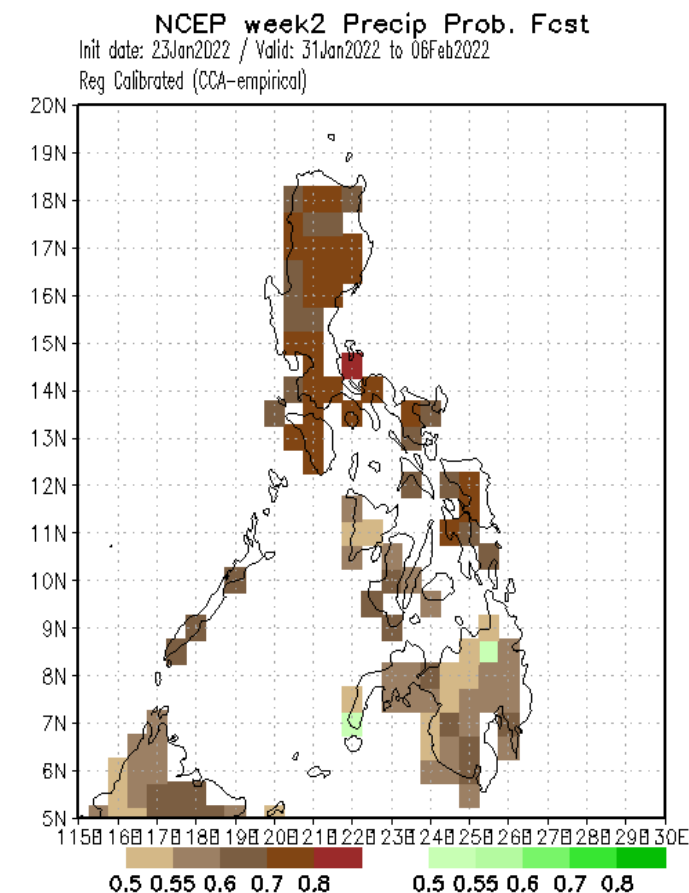 NCEP week2 Precip Prob. Fcst
Init date: 23Jan2022 / Valid: 31Jan2022 to 06Feb2022
Reg Calibrated (CCA-empirical)
20N
19N
18N
17N
16N
15N
14N
13N
12N
11N
10N
9N
8N
7N
6N
5N
115E 116E 117E 118E 119E 120E 121E 122E 123E 124E 125E 126E 127E 128E 129E 130E
0.5 0.55 0.6 0.7 0.8 0.5 0.55 0.6 0.7 0.8